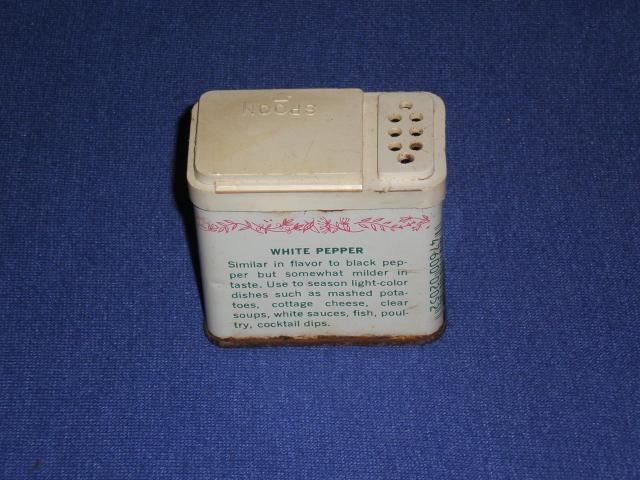 SPOON
WHITE PEPPER
Similar in flavor to black pep-
per but somewhat milder in
taste. Use to season light-color
dishes such as mashed pota-
toes, cottage cheese, clear
soups, white sauces, fish, poul-
try, cocktail dips.